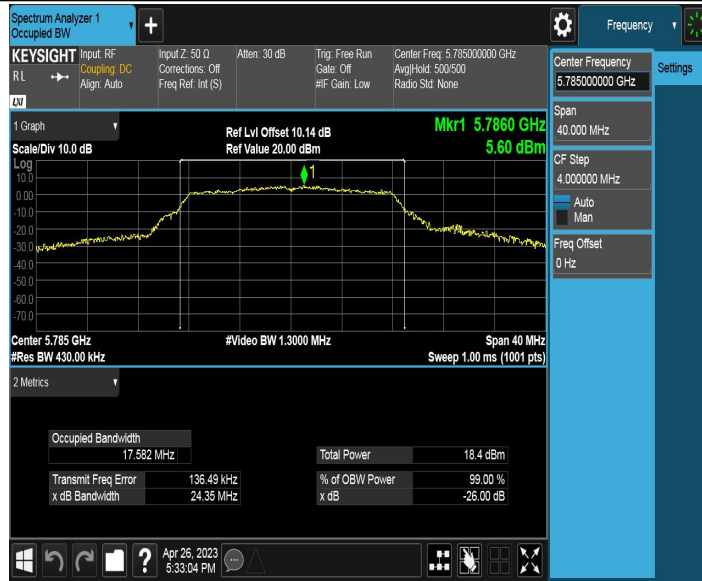 Spectrum Analyzer 1
Occupied BW
+
Frequency
KEYSIGHT
R L
LXI
Input: RF
Coupling: DC
Align: Auto
Input Z: 50 Ω
Corrections: Off
Freq Ref: Int (S)
Atten: 30 dB
Trig: Free Run
Gate: Off
#IF Gain: Low
Center Freq: 5.785000000 GHz
Avg|Hold: 500/500
Radio Std: None
Center Frequency
5.785000000 GHz
Settings
Span
40.000 MHz
CF Step
4.000000 MHz
Auto
Man
Freq Offset
0 Hz
1 Graph
Scale/Div 10.0 dB
Ref Lvl Offset 10.14 dB
Ref Value 20.00 dBm
Mkr1 5.7860 GHz
5.60 dBm
Log
1
10.0
0.00
-10.0
-20.0
-30.0
-40.0
-50.0
-60.0
-70.0
Center 5.785 GHz
#Res BW 430.00 kHz
#Video BW 1.3000 MHz
Span 40 MHz
Sweep 1.00 ms (1001 pts)
2 Metrics
Occupied Bandwidth
17.582 MHz
Total Power 18.4 dBm
Transmit Freq Error 136.49 kHz
% of OBW Power 99.00 %
x dB Bandwidth 24.35 MHz
x dB -26.00 dB
?
Apr 26, 2023
5:33:04 PM